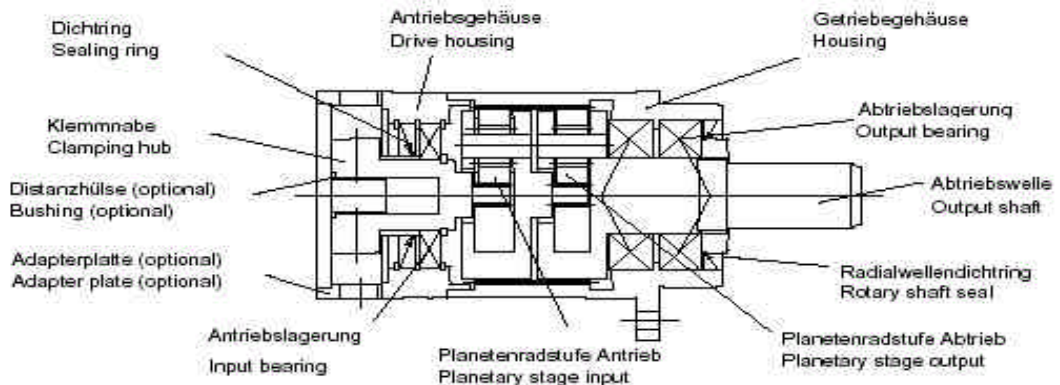 Dichtring
Sealing ring
Antriebsgehäuse
Drive housing
Getriebegehäuse
Housing
Klemmnabe
Clamping hub
Abtriebslagerung
Output bearing
Distanzhülse (optional)
Bushing (optional)
Abtriebswelle
Output shaft
Adapterplatte (optional)
Adapter plate (optional)
Radialwellendichtring
Rotary shaft seal
Antriebslagerung
Input bearing
Planetenradstufe Antrieb
Planetary stage input
Planetenradstufe Abtrieb
Planetary stage output